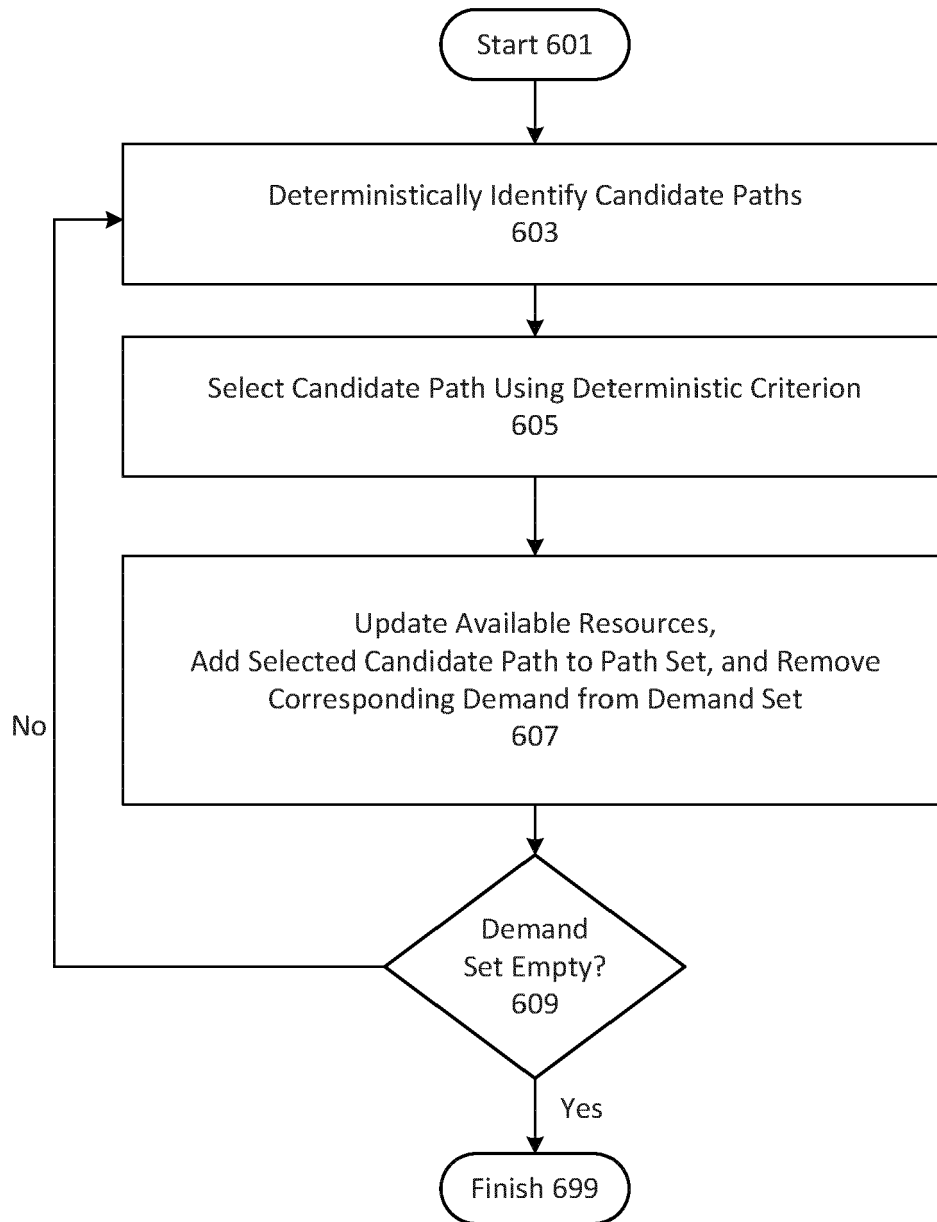 Start 601
Deterministically Identify Candidate Paths
603
Select Candidate Path Using Deterministic Criterion
605
Update Available Resources,
Add Selected Candidate Path to Path Set, and Remove
Corresponding Demand from Demand Set
607
No
Demand
Set Empty?
609
Yes
Finish 699